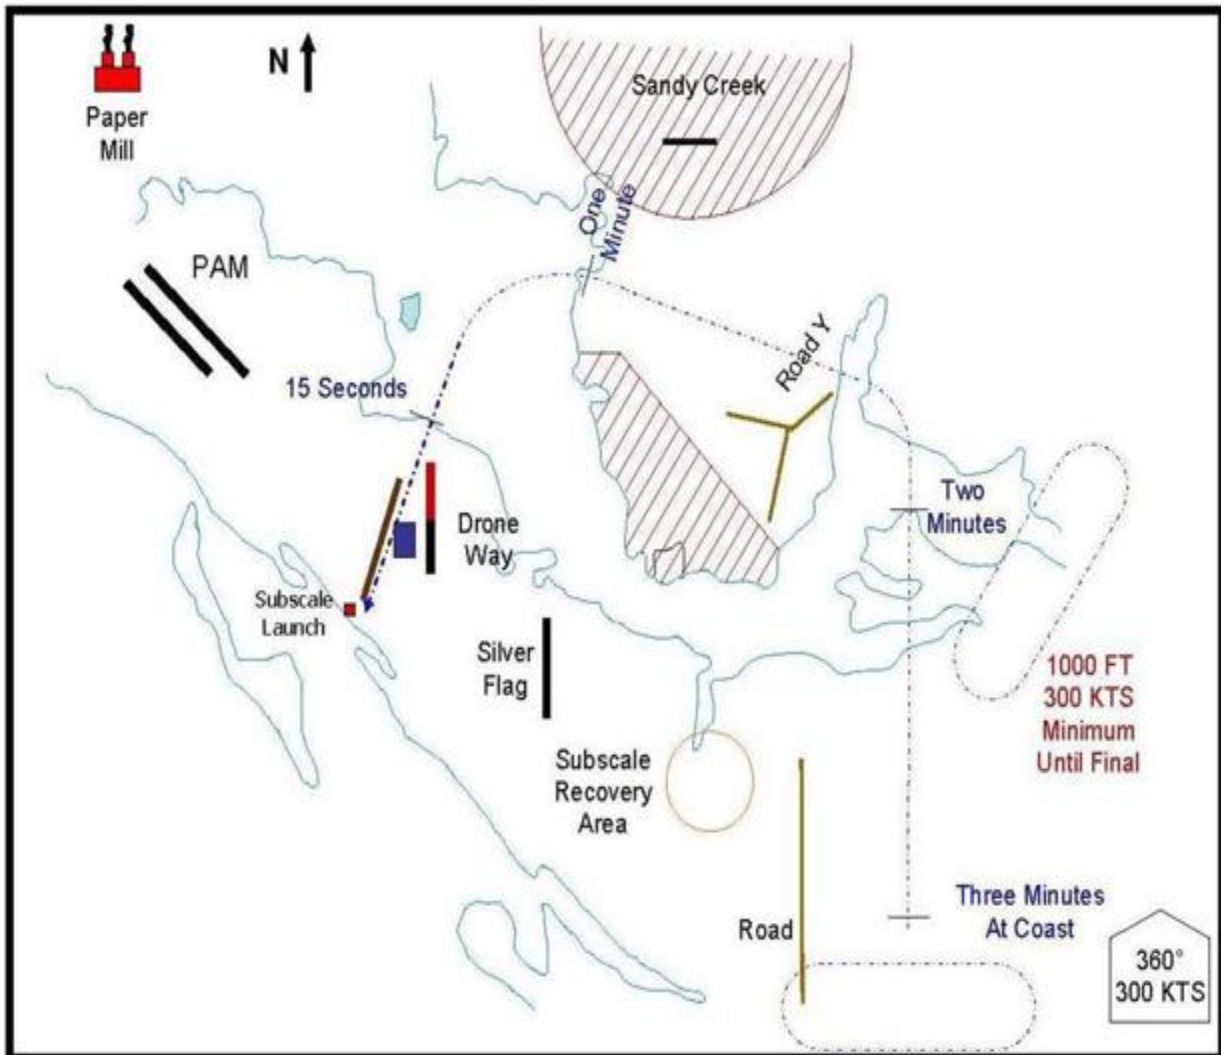 N
Paper
Mill
Sandy Creek
One
Minute
PAM
Road Y
15 Seconds
Two
Minutes
Drone
Way
Subscale
Launch
Silver
Flag
1000 FT
300 KTS
Minimum
Until Final
Subscale
Recovery
Area
Three Minutes
At Coast
Road
360°
300 KTS